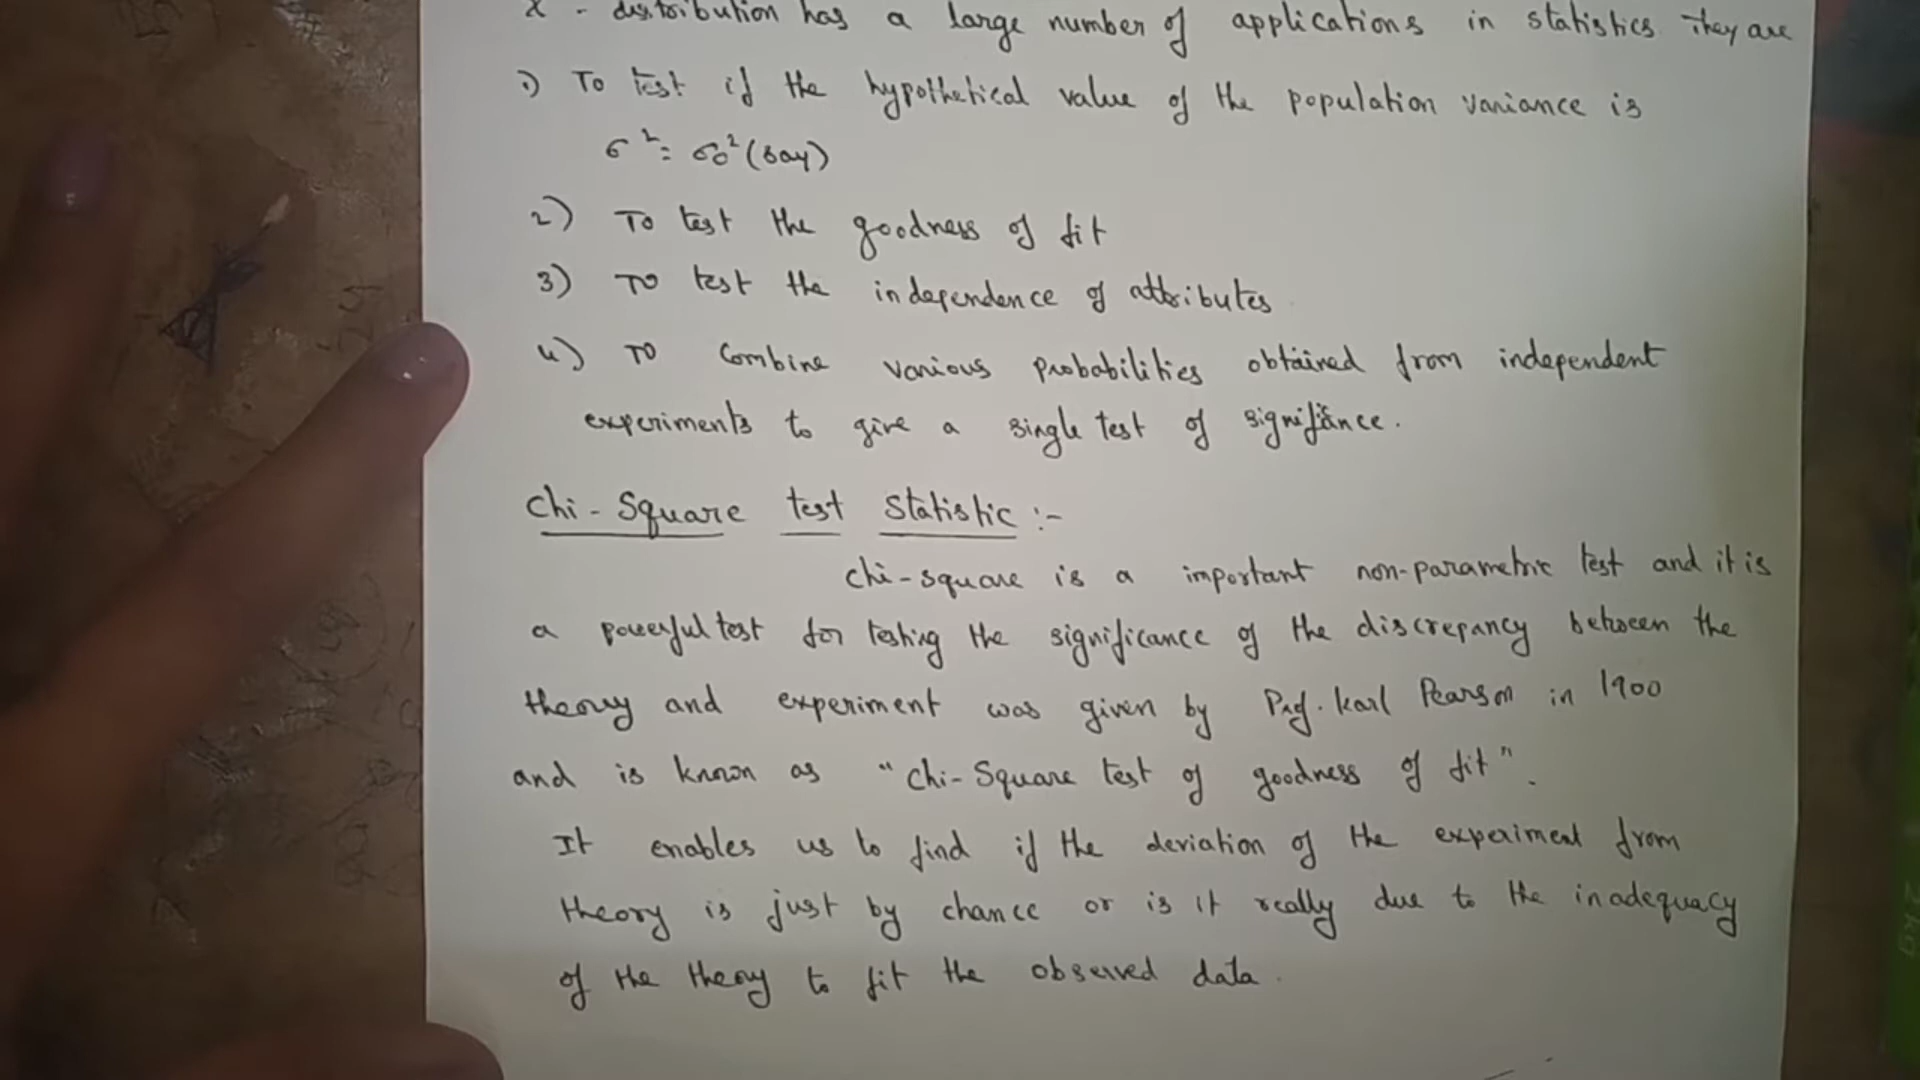 - distribution has a large number of applications in statistics. They are
1) To test if the hypothetical value of the population variance is
σ² = σ₀² (say)
2) To test the goodness of fit
3) To test the independence of attributes
4) To combine various probabilities obtained from independent
experiments to give a single test of significance.
Chi-Square test Statistic :-
Chi-square is a important non-parametric test and it is
a powerful test for testing the significance of the discrepancy between the
theory and experiment was given by Prof. Karl Pearson in 1900
and is known as "Chi-Square test of goodness of fit".
It enables us to find if the deviation of the experiment from
theory is just by chance or is it really due to the inadequacy
of the theory to fit the observed data.